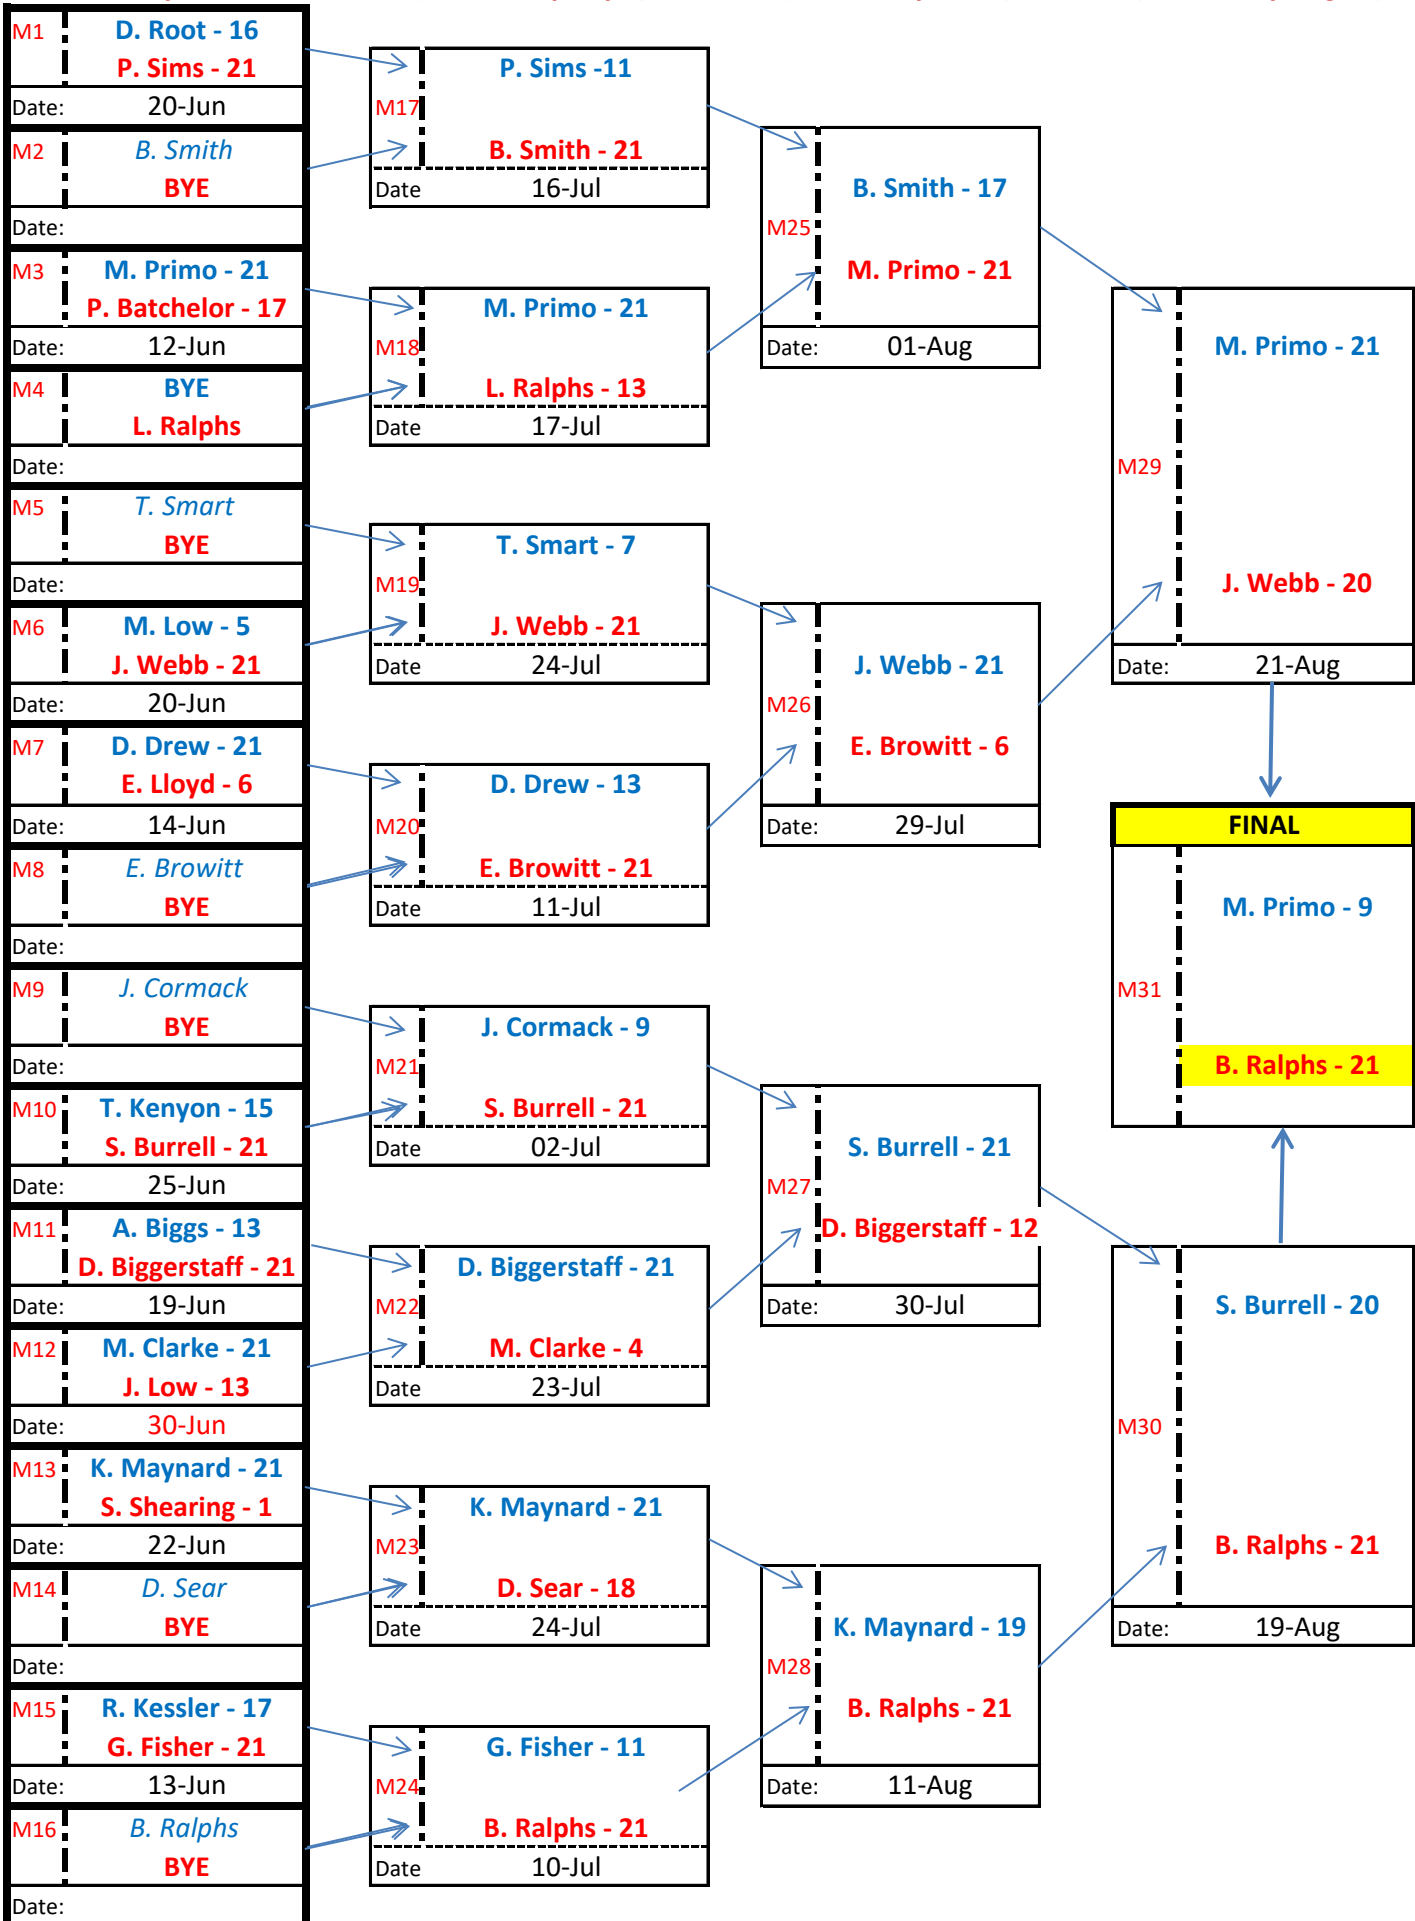 M1
D. Root - 16
P. Sims - 21
Date: 20-Jun
M2
B. Smith
BYE
Date:
M3
M. Primo - 21
P. Batchelor - 17
Date: 12-Jun
M4
BYE
L. Ralphs
Date:
M5
T. Smart
BYE
Date:
M6
M. Low - 5
J. Webb - 21
Date: 20-Jun
M7
D. Drew - 21
E. Lloyd - 6
Date: 14-Jun
M8
E. Browitt
BYE
Date:
M9
J. Cormack
BYE
Date:
M10
T. Kenyon - 15
S. Burrell - 21
Date: 25-Jun
M11
A. Biggs - 13
D. Biggerstaff - 21
Date: 19-Jun
M12
M. Clarke - 21
J. Low - 13
Date: 30-Jun
M13
K. Maynard - 21
S. Shearing - 1
Date: 22-Jun
M14
D. Sear
BYE
Date:
M15
R. Kessler - 17
G. Fisher - 21
Date: 13-Jun
M16
B. Ralphs
BYE
Date:
P. Sims -11
M17
B. Smith - 21
Date 16-Jul
M. Primo - 21
M18
L. Ralphs - 13
Date 17-Jul
T. Smart - 7
M19
J. Webb - 21
Date 24-Jul
D. Drew - 13
M20
E. Browitt - 21
Date 11-Jul
J. Cormack - 9
M21
S. Burrell - 21
Date 02-Jul
D. Biggerstaff - 21
M22
M. Clarke - 4
Date 23-Jul
K. Maynard - 21
M23
D. Sear - 18
Date 24-Jul
G. Fisher - 11
M24
B. Ralphs - 21
Date 10-Jul
B. Smith - 17
M25
M. Primo - 21
Date: 01-Aug
J. Webb - 21
M26
E. Browitt - 6
Date: 29-Jul
S. Burrell - 21
M27
D. Biggerstaff - 12
Date: 30-Jul
K. Maynard - 19
M28
B. Ralphs - 21
Date: 11-Aug
M. Primo - 21
M29
J. Webb - 20
Date: 21-Aug
FINAL
M. Primo - 9
M31
B. Ralphs - 21
S. Burrell - 20
M30
B. Ralphs - 21
Date: 19-Aug